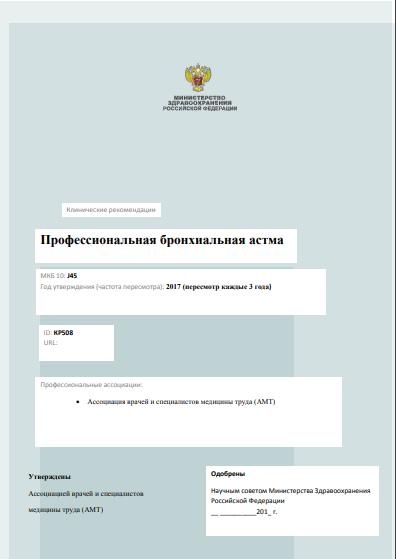 МИНИСТЕРСТВО
ЗДРАВООХРАНЕНИЯ
РОССИЙСКОЙ ФЕДЕРАЦИИ
Клинические рекомендации
Профессиональная бронхиальная астма
МКБ 10: J45
Год утверждения (частота пересмотра): 2017 (пересмотр каждые 3 года)
ID: КР508
URL:
Профессиональные ассоциации:
• Ассоциация врачей и специалистов медицины труда (АМТ)
Утверждены
Ассоциацией врачей и специалистов
медицины труда (АМТ)
Одобрены
Научным советом Министерства Здравоохранения
Российской Федерации
__ __________201_ г.